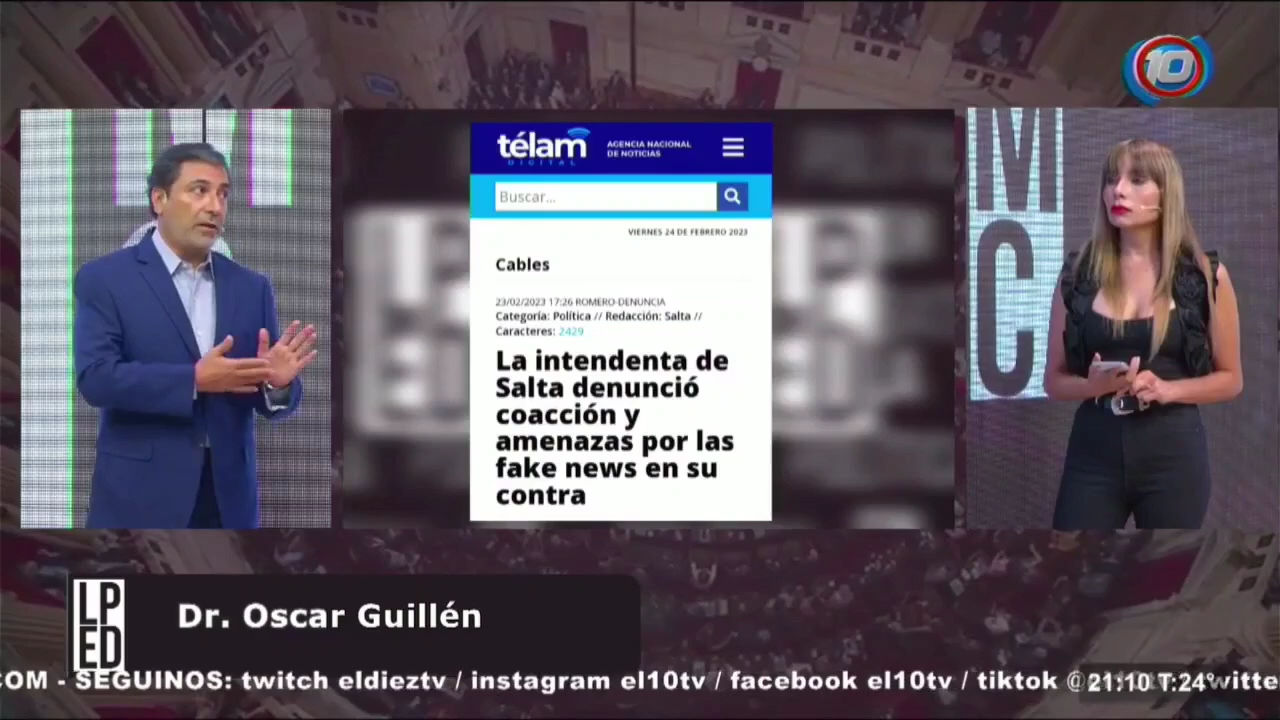 10
M
C
télam
DIGITAL
AGENCIA NACIONAL
DE NOTICIAS
Buscar...
VIERNES 24 DE FEBRERO 2023
Cables
23/02/2023 17:26 ROMERO-DENUNCIA
Categoría: Política // Redacción: Salta //
Caracteres: 2429
La intendenta de
Salta denunció
coacción y
amenazas por las
fake news en su
contra
M
C
LP
ED
Dr. Oscar Guillén
COM - SEGUINOS: twitch eldieztv / instagram el10tv / facebook el10tv / tiktok @
21:10 T:24°